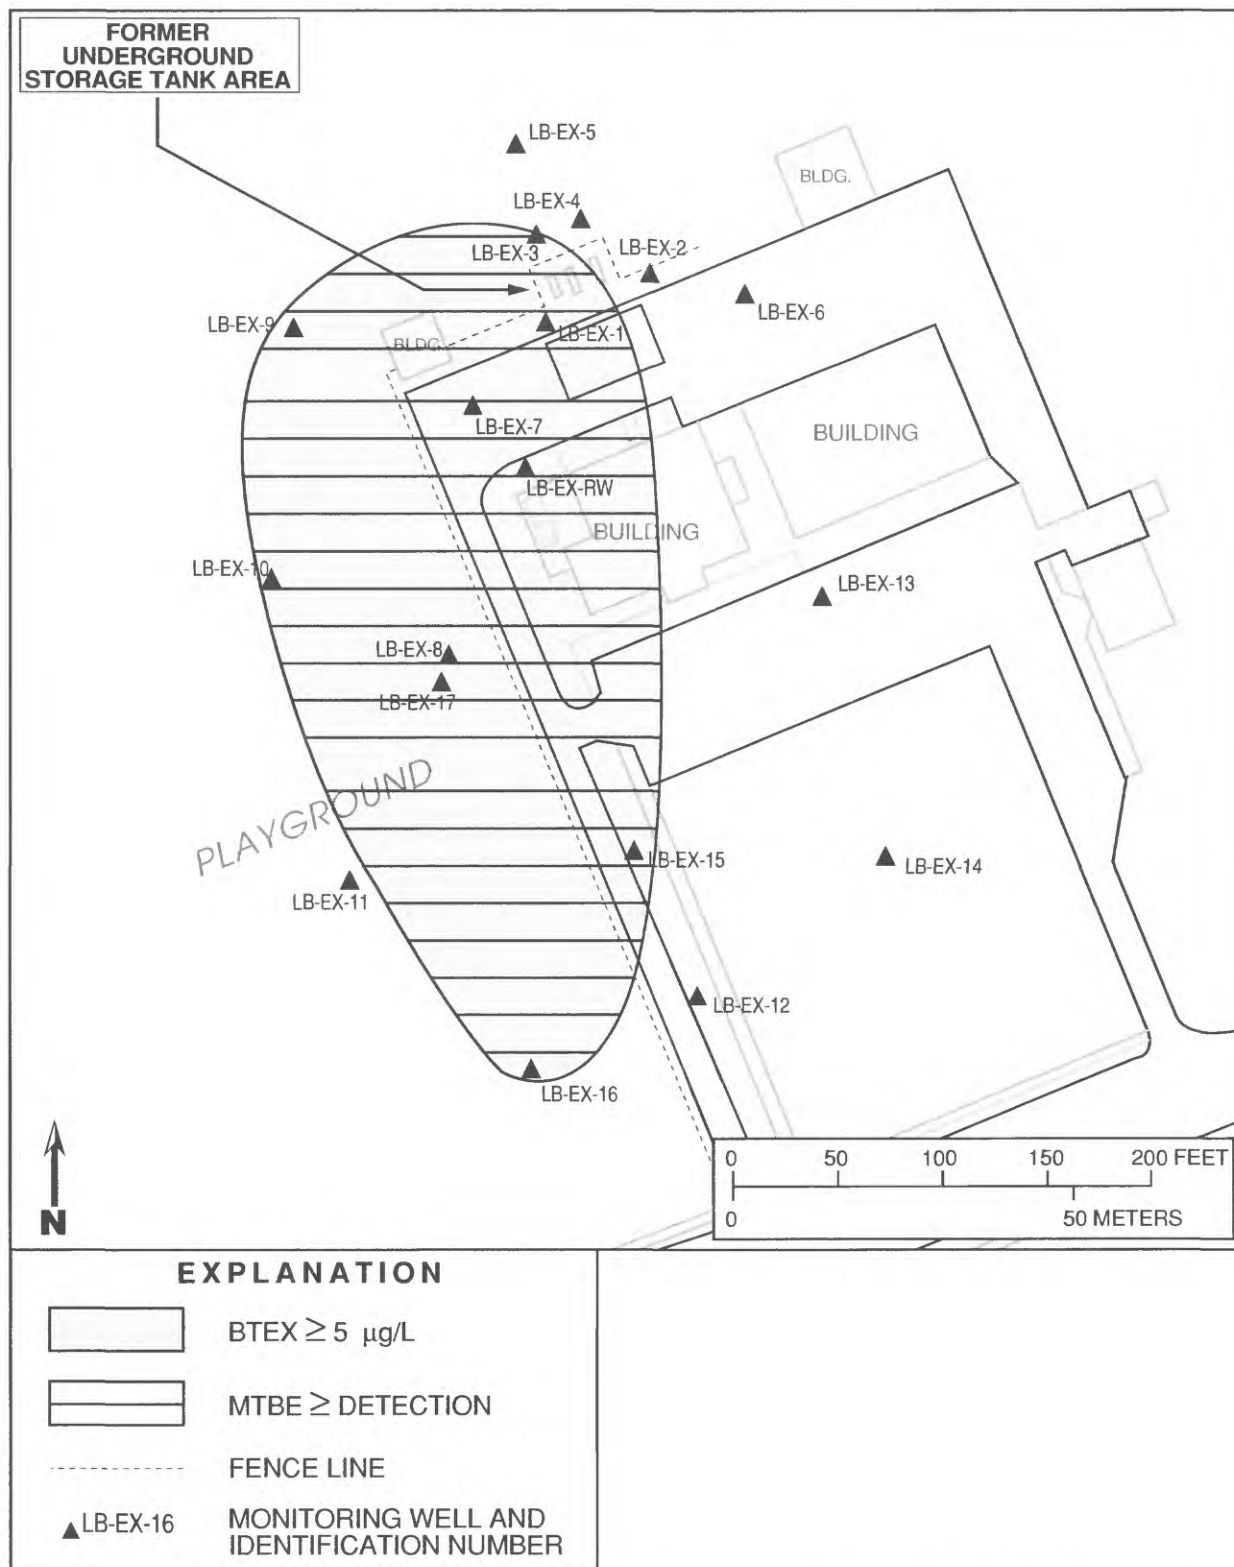 FORMER
UNDERGROUND
STORAGE TANK AREA
LB-EX-5
BLDG.
LB-EX-4
LB-EX-3
LB-EX-2
LB-EX-6
LB-EX-9
LB-EX-1
BLDG.
LB-EX-7
BUILDING
LB-EX-RW
BUILDING
LB-EX-10
LB-EX-13
LB-EX-8
LB-EX-17
PLAYGROUND
LB-EX-15
LB-EX-14
LB-EX-11
LB-EX-12
LB-EX-16
N
0 50 100 150 200 FEET
0 50 METERS
EXPLANATION
BTEX ≥ 5 µg/L
MTBE ≥ DETECTION
FENCE LINE
LB-EX-16 MONITORING WELL AND
IDENTIFICATION NUMBER